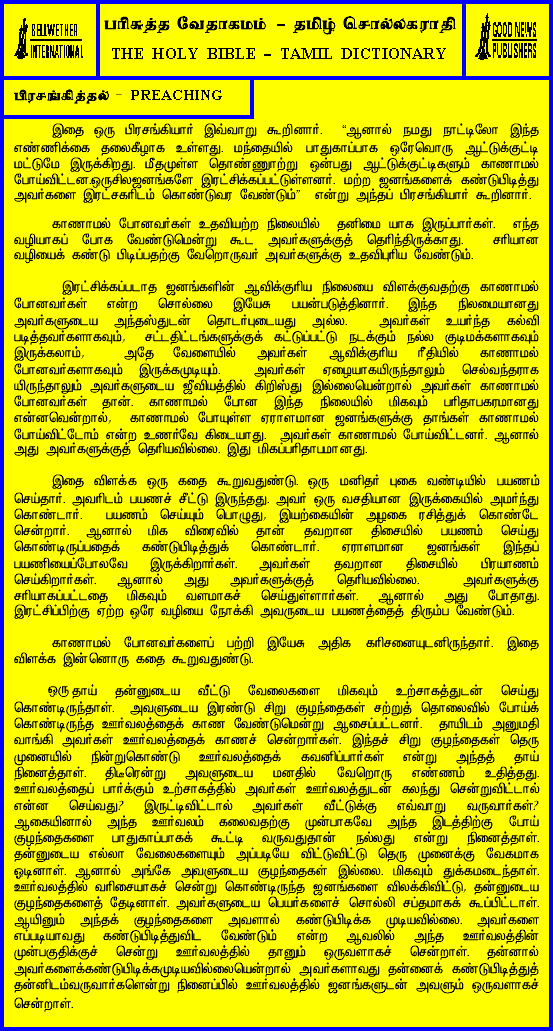 BELLWETHER
INTERNATIONAL
பரிசுத்த வேதாகமம் - தமிழ் சொல்லகராதி
THE HOLY BIBLE - TAMIL DICTIONARY
GOOD NEWS
PUBLISHERS
பிரசங்கித்தல் - PREACHING
இதை ஒரு பிரசங்கியார் இவ்வாறு கூறினார். "ஆனால் நமது நாட்டிலோ இந்த
எண்ணிக்கை தலைகீழாக உள்ளது. மந்தையில் பாதுகாப்பாக ஒரேவொரு ஆட்டுக்குட்டி
மட்டுமே இருக்கிறது. மீதமுள்ள தொண்ணூற்று ஒன்பது ஆட்டுக்குட்டிகளும் காணாமல்
போய்விட்டன.ஒருசிலஜனங்களே இரட்சிக்கப்பட்டுள்ளனர். மற்ற ஜனங்களைக் கண்டுபிடித்து
அவர்களை இரட்சகரிடம் கொண்டுவர வேண்டும்" என்று அந்தப் பிரசங்கியார் கூறினார்.
காணாமல் போனவர்கள் உதவியற்ற நிலையில் தனிமை யாக இருப்பார்கள். எந்த
வழியாகப் போக வேண்டுமென்று கூட அவர்களுக்குத் தெரிந்திருக்காது. சரியான
வழியைக் கண்டு பிடிப்பதற்கு வேறொருவர் அவர்களுக்கு உதவிபுரிய வேண்டும்.
இரட்சிக்கப்படாத ஜனங்களின் ஆவிக்குரிய நிலையை விளக்குவதற்கு காணாமல்
போனவர்கள் என்ற சொல்லை இயேசு பயன்படுத்தினார். இந்த நிலமையானது
அவர்களுடைய அந்தஸ்துடன் தொடர்புடையது அல்ல. அவர்கள் உயர்ந்த கல்வி
படித்தவர்களாகவும், சட்டதிட்டங்களுக்குக் கட்டுப்பட்டு நடக்கும் நல்ல குடிமக்களாகவும்
இருக்கலாம், அதே வேளையில் அவர்கள் ஆவிக்குரிய ரீதியில் காணாமல்
போனவர்களாகவும் இருக்கமுடியும். அவர்கள் ஏழையாகயிருந்தாலும் செல்வந்தராக
யிருந்தாலும் அவர்களுடைய ஜீவியத்தில் கிறிஸ்து இல்லையென்றால் அவர்கள் காணாமல்
போனவர்கள் தான். காணாமல் போன இந்த நிலையில் மிகவும் பரிதாபகரமானது
என்னவென்றால், காணாமல் போயுள்ள ஏராளமான ஜனங்களுக்கு தாங்கள் காணாமல்
போய்விட்டோம் என்ற உணர்வே கிடையாது. அவர்கள் காணாமல் போய்விட்டனர். ஆனால்
அது அவர்களுக்குத் தெரியவில்லை. இது மிகப்பரிதாபமானது.
இதை விளக்க ஒரு கதை கூறுவதுண்டு. ஒரு மனிதர் புகை வண்டியில் பயணம்
செய்தார். அவரிடம் பயணச் சீட்டு இருந்தது. அவர் ஒரு வசதியான இருக்கையில் அமர்ந்து
கொண்டார். பயணம் செய்யும் பொழுது, இயற்கையின் அழகை ரசித்துக் கொண்டே
சென்றார். ஆனால் மிக விரைவில் தான் தவறான திசையில் பயணம் செய்து
கொண்டிருப்பதைக் கண்டுபிடித்துக் கொண்டார். ஏராளமான ஜனங்கள் இந்தப்
பயணியைப்போலவே இருக்கிறார்கள். அவர்கள் தவறான திசையில் பிரயாணம்
செய்கிறார்கள். ஆனால் அது அவர்களுக்குத் தெரியவில்லை. அவர்களுக்கு
சரியாகப்பட்டதை மிகவும் வளமாகச் செய்துள்ளார்கள். ஆனால் அது போதாது.
இரட்சிப்பிற்கு ஏற்ற ஒரே வழியை நோக்கி அவருடைய பயணத்தைத் திரும்ப வேண்டும்.
காணாமல் போனவர்களைப் பற்றி இயேசு அதிக கரிசனையுடனிருந்தார். இதை
விளக்க இன்னொரு கதை கூறுவதுண்டு.
ஒரு தாய் தன்னுடைய வீட்டு வேலைகளை மிகவும் உற்சாகத்துடன் செய்து
கொண்டிருந்தாள். அவளுடைய இரண்டு சிறு குழந்தைகள் சற்றுத் தொலைவில் போய்க்
கொண்டிருந்த ஊர்வலத்தைக் காண வேண்டுமென்று ஆசைப்பட்டனர். தாயிடம் அனுமதி
வாங்கி அவர்கள் ஊர்வலத்தைக் காணச் சென்றார்கள். இந்தச் சிறு குழந்தைகள் தெரு
முனையில் நின்றுகொண்டு ஊர்வலத்தைக் கவனிப்பார்கள் என்று அந்தத் தாய்
நினைத்தாள். திடீரென்று அவளுடைய மனதில் வேறொரு எண்ணம் உதித்தது.
ஊர்வலத்தைப் பார்க்கும் உற்சாகத்தில் அவர்கள் ஊர்வலத்துடன் கலந்து சென்றுவிட்டால்
என்ன செய்வது? இருட்டிவிட்டால் அவர்கள் வீட்டுக்கு எவ்வாறு வருவார்கள்?
ஆகையினால் அந்த ஊர்வலம் கலைவதற்கு முன்பாகவே அந்த இடத்திற்கு போய்
குழந்தைகளை பாதுகாப்பாகக் கூட்டி வருவதுதான் நல்லது என்று நினைத்தாள்.
தன்னுடைய எல்லா வேலைகளையும் அப்படியே விட்டுவிட்டு தெரு முனைக்கு வேகமாக
ஓடினாள். ஆனால் அங்கே அவளுடைய குழந்தைகள் இல்லை. மிகவும் துக்கமடைந்தாள்.
ஊர்வலத்தில் வரிசையாகச் சென்று கொண்டிருந்த ஜனங்களை விலக்கிவிட்டு, தன்னுடைய
குழந்தைகளைத் தேடினாள். அவர்களுடைய பெயர்களைச் சொல்லி சப்தமாகக் கூப்பிட்டாள்.
ஆயினும் அந்தக் குழந்தைகளை அவளால் கண்டுபிடிக்க முடியவில்லை. அவர்களை
எப்படியாவது கண்டுபிடித்துவிட வேண்டும் என்ற ஆவலில் அந்த ஊர்வலத்தின்
முன்பகுதிக்குச் சென்று ஊர்வலத்தில் தானும் ஒருவளாகச் சென்றாள். தன்னால்
அவர்களைக்கண்டுபிடிக்கமுடியவில்லையென்றால் அவர்களாவது தன்னைக் கண்டுபிடித்துத்
தன்னிடம்வருவார்களென்று நினைப்பில் ஊர்வலத்தில் ஜனங்களுடன் அவளும் ஒருவளாகச்
சென்றாள்.